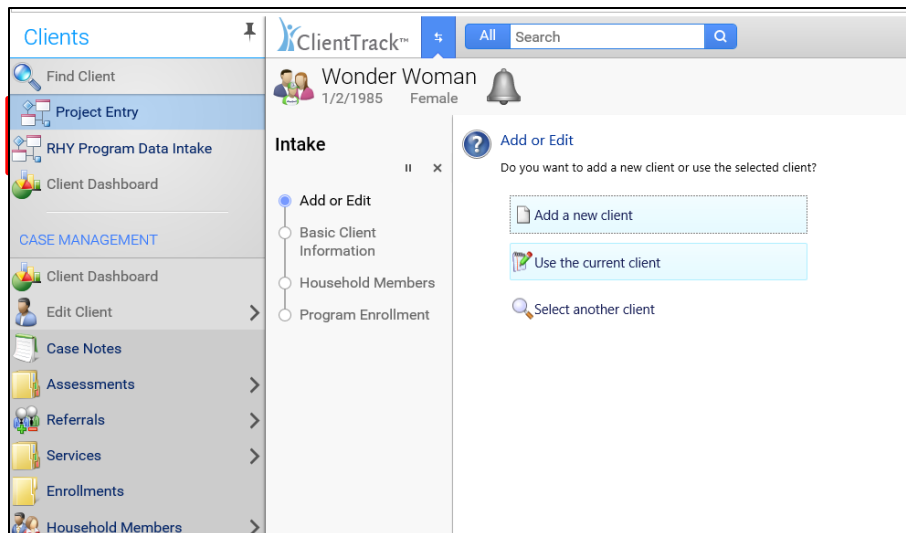 Clients
Find Client
Project Entry
RHY Program Data Intake
Client Dashboard
CASE MANAGEMENT
Client Dashboard
Edit Client
Case Notes
Assessments
Referrals
Services
Enrollments
Household Members
ClientTrack™
All Search
Wonder Woman
1/2/1985 Female
Intake
Add or Edit
Basic Client
Information
Household Members
Program Enrollment
Add or Edit
Do you want to add a new client or use the selected client?
Add a new client
Use the current client
Select another client